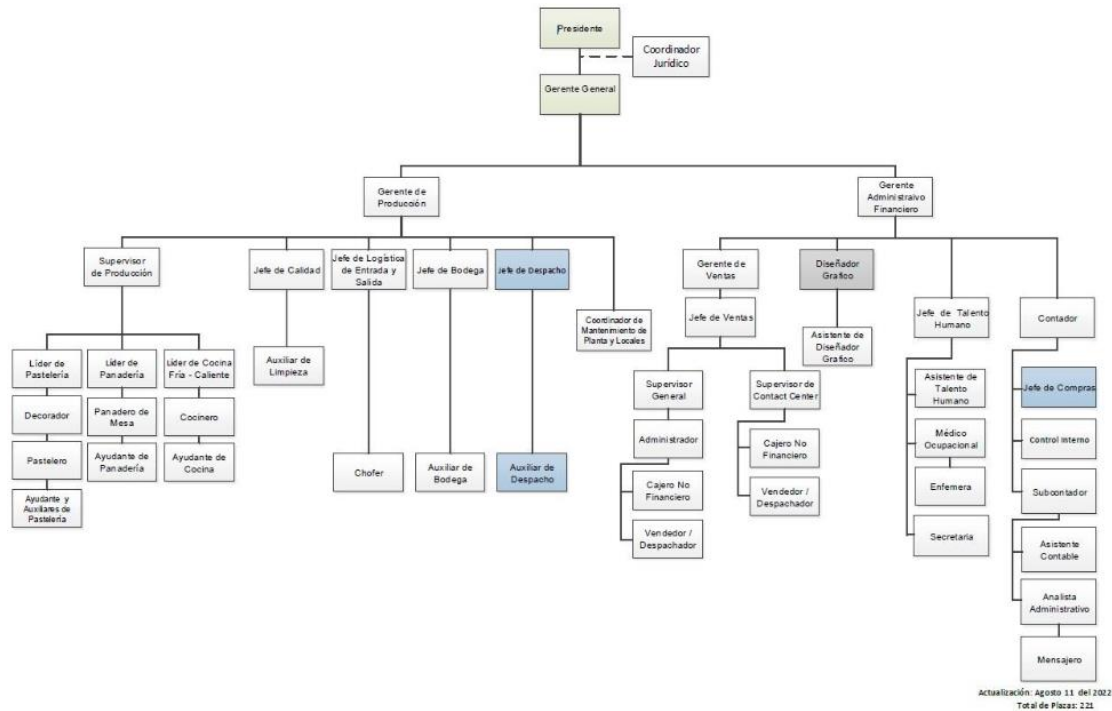 Presidente
Coordinador
Jurídico
Gerente General
Gerente de
Producción
Gerente
Administraivo
Financiero
Supervisor
de Producción
Jefe de Calidad
Jefe de Logística
de Entrada y
Salida
Jefe de Bodega
Jefe de Despacho
Coordinador de
Mantenimiento de
Planta y Locales
Gerente de
Ventas
Diseñador
Grafico
Jefe de Ventas
Asistente de
Diseñador
Grafico
Jefe de Talento
Humano
Contador
Líder de
Pastelería
Líder de
Panadería
Líder de Cocina
Fría - Caliente
Auxiliar de
Limpieza
Decorador
Panadero de
Mesa
Cocinero
Pastelero
Ayudante de
Panadería
Ayudante de
Cocina
Ayudante y
Auxiliares de
Pastelería
Chofer
Auxiliar de
Bodega
Auxiliar de
Despacho
Supervisor
General
Supervisor de
Contact Center
Administrador
Cajero No
Financiero
Cajero No
Financiero
Vendedor /
Despachador
Vendedor /
Despachador
Asistente de
Talento
Humano
Médico
Ocupacional
Enfemera
Secretaria
Jefe de Compras
Control Interno
Subcontador
Asistente
Contable
Analista
Administrativo
Mensajero
Actualización: Agosto 11 del 2022
Total de Plazas: 221